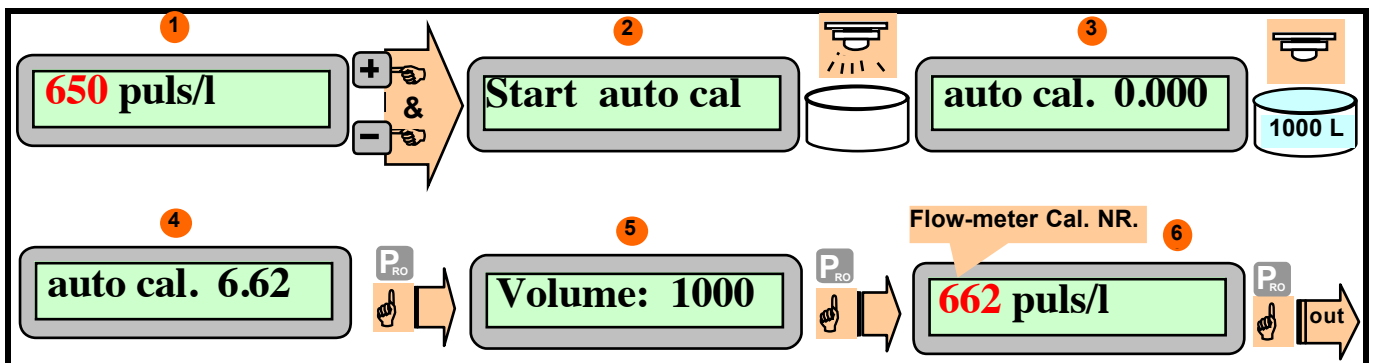 1
650 puls/l
+
&
−
2
Start auto cal
3
auto cal. 0.000
1000 L
4
auto cal. 6.62
PRO
5
Volume: 1000
PRO
Flow-meter Cal. NR.
6
662 puls/l
PRO
out